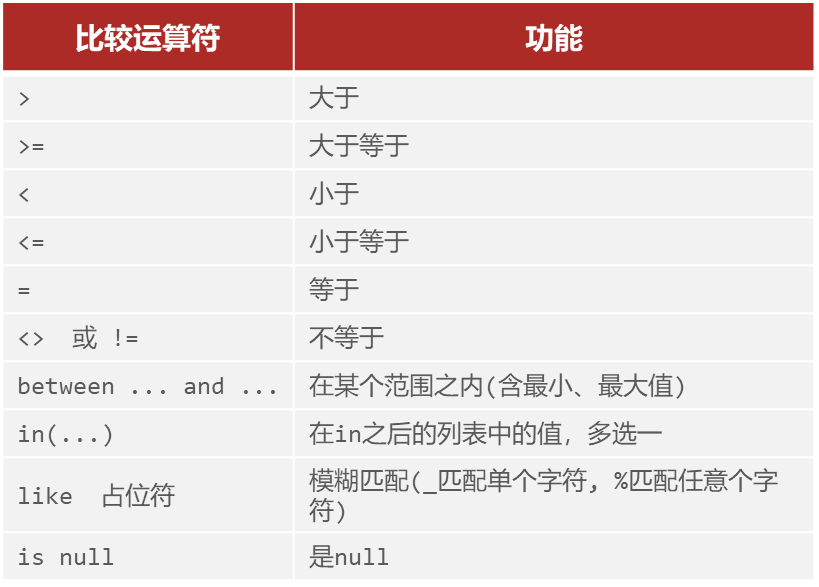 比较运算符 功能
> 大于
>= 大于等于
< 小于
<= 小于等于
= 等于
<> 或 != 不等于
between ... and ... 在某个范围之内(含最小、最大值)
in(...) 在in之后的列表中的值，多选一
like 占位符 模糊匹配(_匹配单个字符, %匹配任意个字
符)
is null 是null